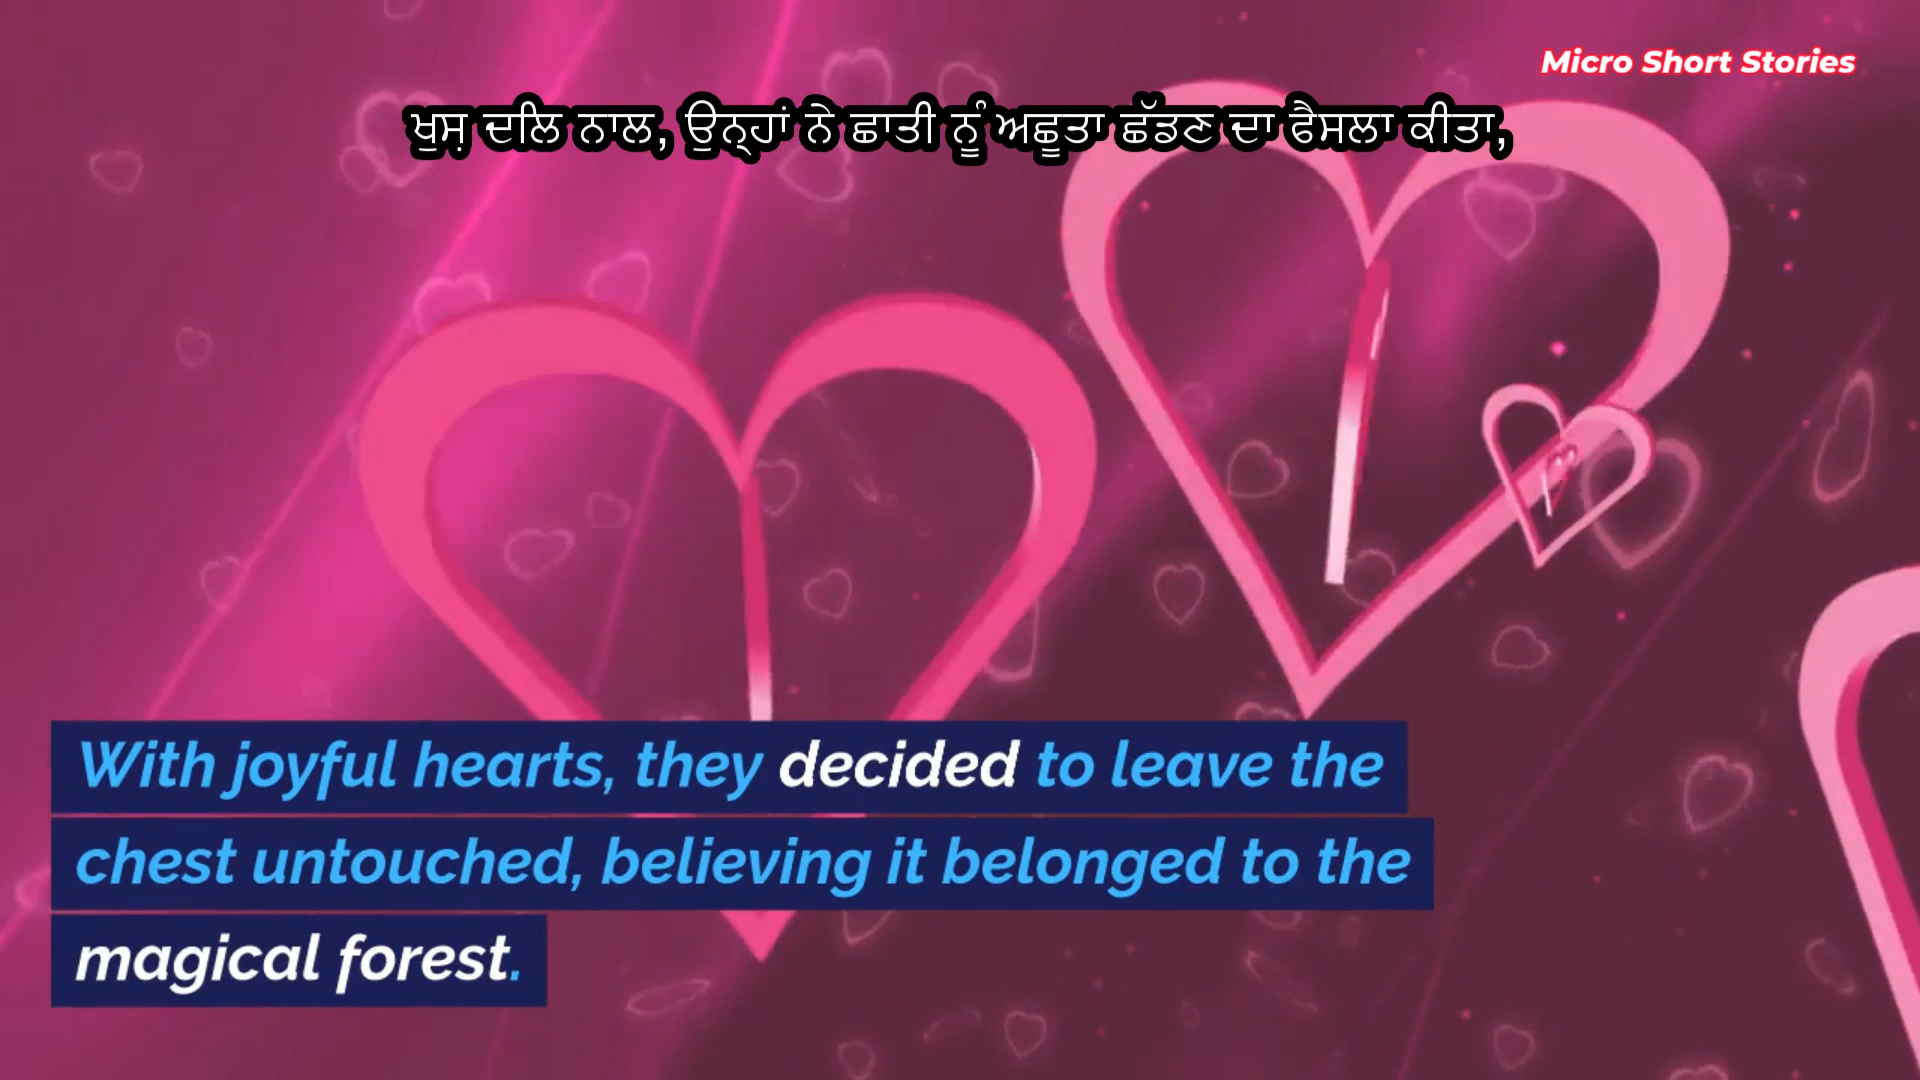 Micro Short Stories
ਖੁਸ਼ ਦਲਿ ਨਾਲ, ਉਨ੍ਹਾਂ ਨੇ ਛਾਤੀ ਨੂੰ ਅਛੂਤਾ ਛੱਡਣ ਦਾ ਫੈਸਲਾ ਕੀਤਾ,
With joyful hearts, they decided to leave the
chest untouched, believing it belonged to the
magical forest.